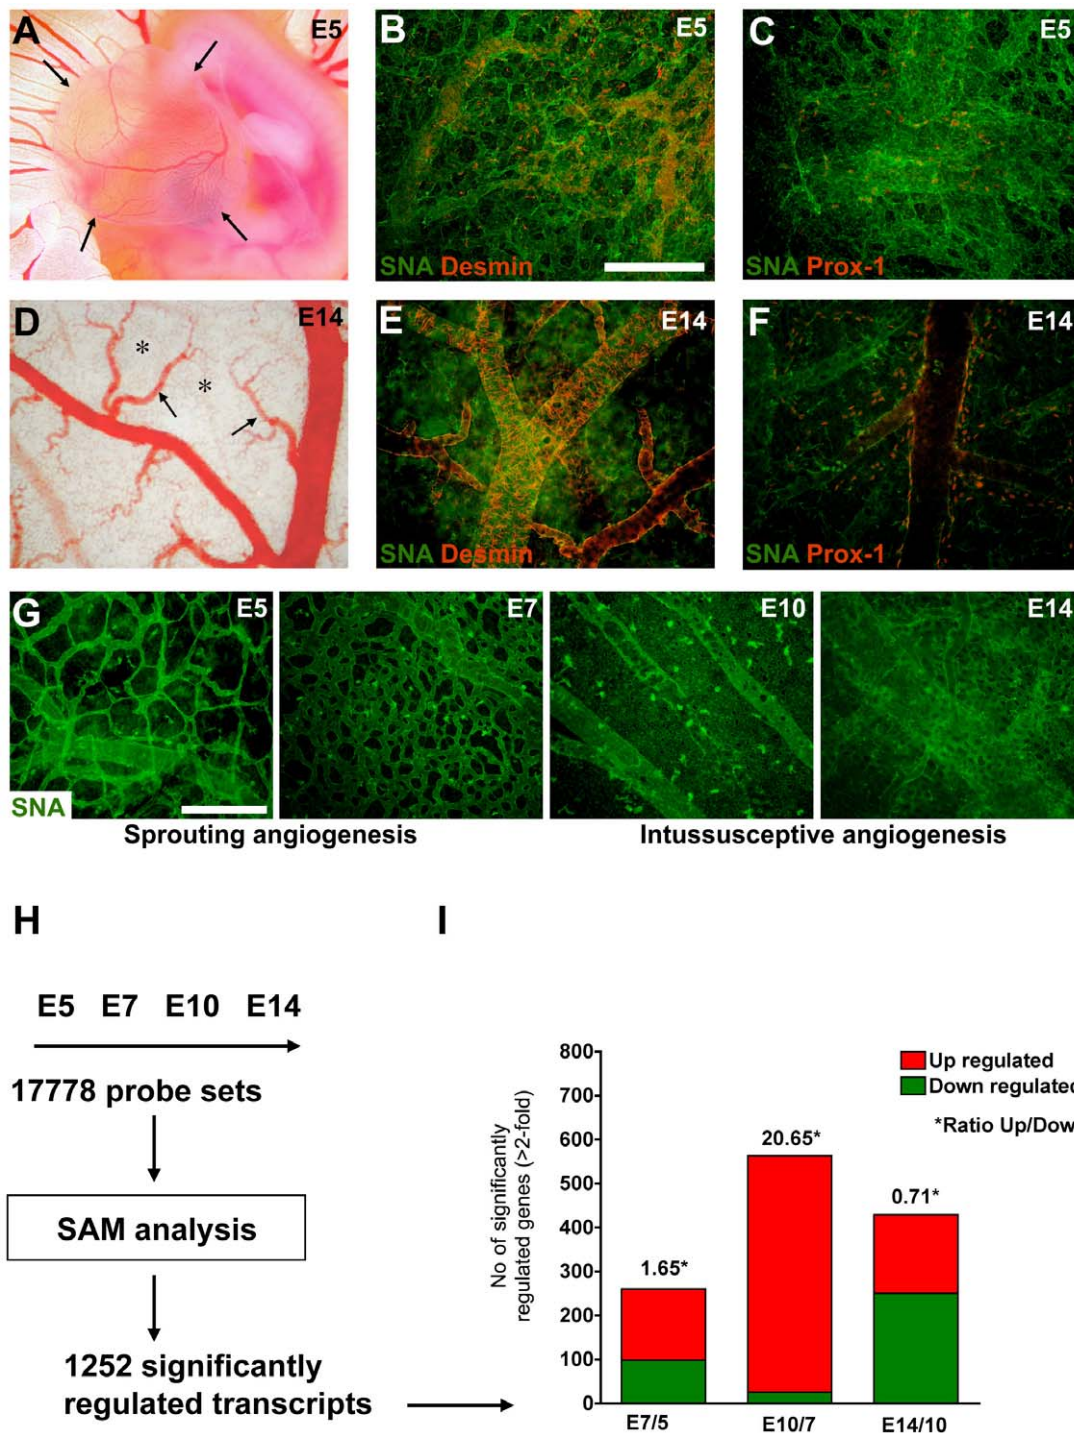 A
E5
B
E5
SNA Desmin
C
E5
SNA Prox-1
D
E14
*
*
E
E14
SNA Desmin
F
E14
SNA Prox-1
G
E5
SNA
E7
E10
E14
Sprouting angiogenesis
Intussusceptive angiogenesis
H
E5 E7 E10 E14
17778 probe sets
SAM analysis
1252 significantly
regulated transcripts
I
No of significantly
regulated genes (>2-fold)
800
700
600
500
400
300
200
100
0
1.65*
20.65*
0.71*
Up regulated
Down regulated
*Ratio Up/Dow
E7/5
E10/7
E14/10